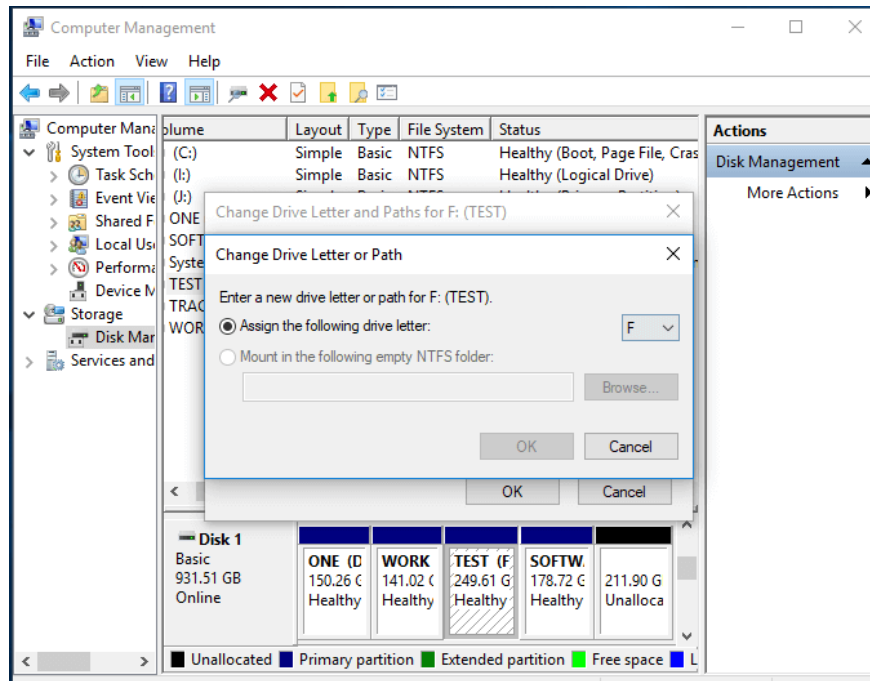 Computer Management
File Action View Help
Computer Mana
System Tool
Task Sch
Event Vie
Shared F
Local Use
Performa
Device M
Storage
Disk Mar
Services and
olume Layout Type File System Status
(C:) Simple Basic NTFS Healthy (Boot, Page File, Cras
(I:) Simple Basic NTFS Healthy (Logical Drive)
(J:)
ONE
SOFT
Syste
TEST
TRAC
WOR
Change Drive Letter and Paths for F: (TEST)
Change Drive Letter or Path
Enter a new drive letter or path for F: (TEST).
Assign the following drive letter: F
Mount in the following empty NTFS folder:
Browse...
OK Cancel
OK Cancel
Actions
Disk Management
More Actions
Disk 1
Basic
931.51 GB
Online
ONE (D
150.26 G
Healthy
WORK
141.02 (
Healthy
TEST (F
249.61 G
Healthy
SOFTW.
178.72 G
Healthy
211.90 G
Unalloca
Unallocated Primary partition Extended partition Free space L